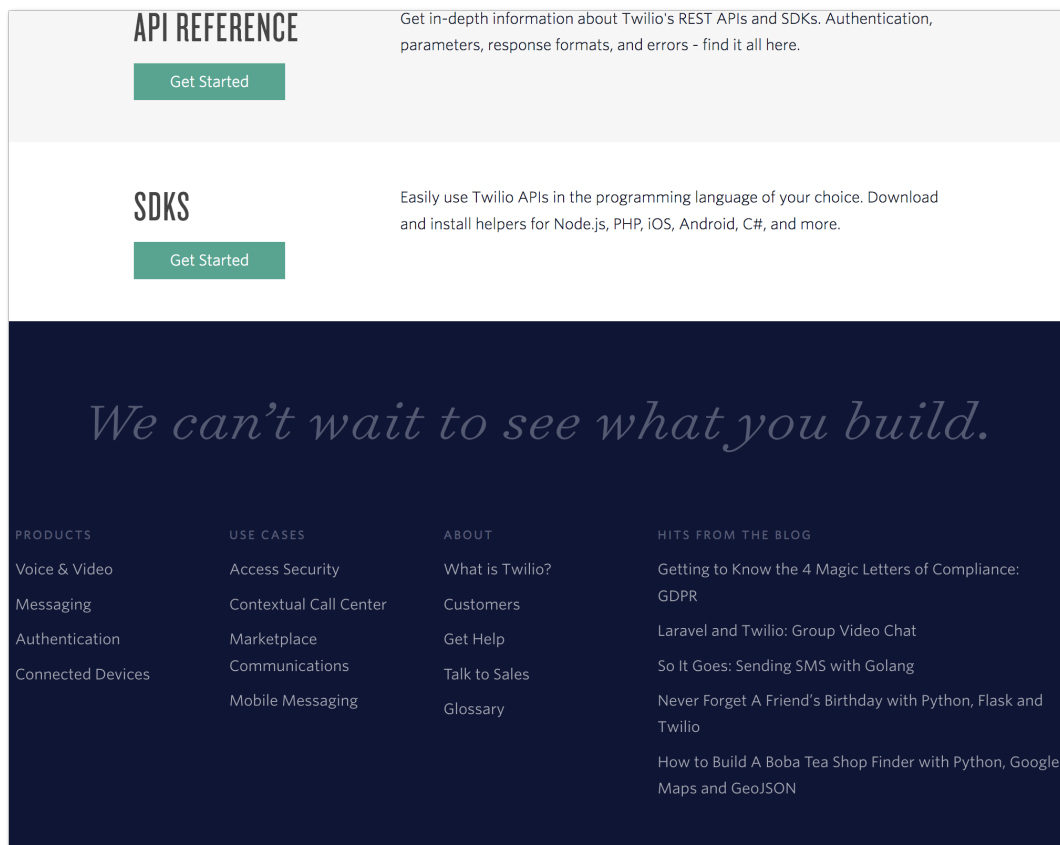 API REFERENCE
Get in-depth information about Twilio's REST APIs and SDKs. Authentication,
parameters, response formats, and errors - find it all here.
Get Started
SDKS
Easily use Twilio APIs in the programming language of your choice. Download
and install helpers for Node.js, PHP, iOS, Android, C#, and more.
Get Started
We can't wait to see what you build.
PRODUCTS
Voice & Video
Messaging
Authentication
Connected Devices
USE CASES
Access Security
Contextual Call Center
Marketplace
Communications
Mobile Messaging
ABOUT
What is Twilio?
Customers
Get Help
Talk to Sales
Glossary
HITS FROM THE BLOG
Getting to Know the 4 Magic Letters of Compliance:
GDPR
Laravel and Twilio: Group Video Chat
So It Goes: Sending SMS with Golang
Never Forget A Friend’s Birthday with Python, Flask and
Twilio
How to Build A Boba Tea Shop Finder with Python, Google
Maps and GeoJSON